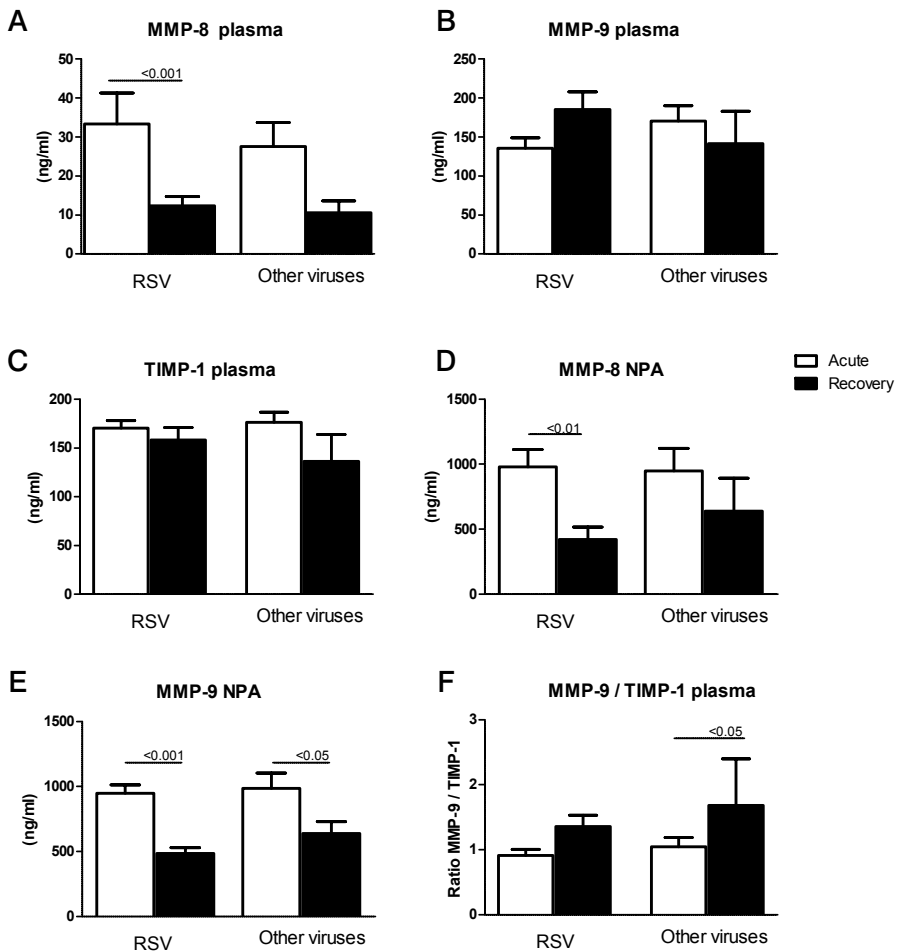 A
MMP-8 plasma
50
40
30
20
10
0
(ng/ml)
<0.001
RSV
Other viruses
B
MMP-9 plasma
250
200
150
100
50
0
(ng/ml)
RSV
Other viruses
C
TIMP-1 plasma
200
150
100
50
0
(ng/ml)
RSV
Other viruses
D
MMP-8 NPA
1500
1000
500
0
(ng/ml)
<0.01
RSV
Other viruses
Acute
Recovery
E
MMP-9 NPA
1500
1000
500
0
(ng/ml)
<0.001
<0.05
RSV
Other viruses
F
MMP-9 / TIMP-1 plasma
3
2
1
0
Ratio MMP-9 / TIMP-1
<0.05
RSV
Other viruses